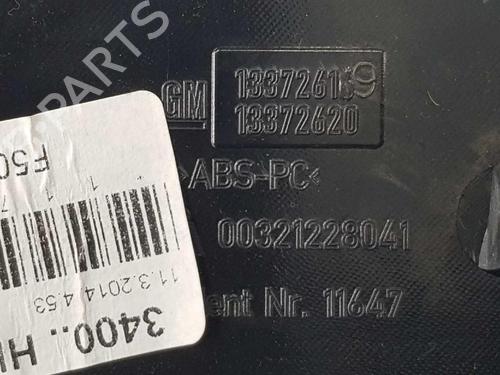 GM
13372619
13372620
>ABS-PC<
00321228041
ent Nr. 11647
F50
11.3.2014 4:53
3400.. H
PARTS